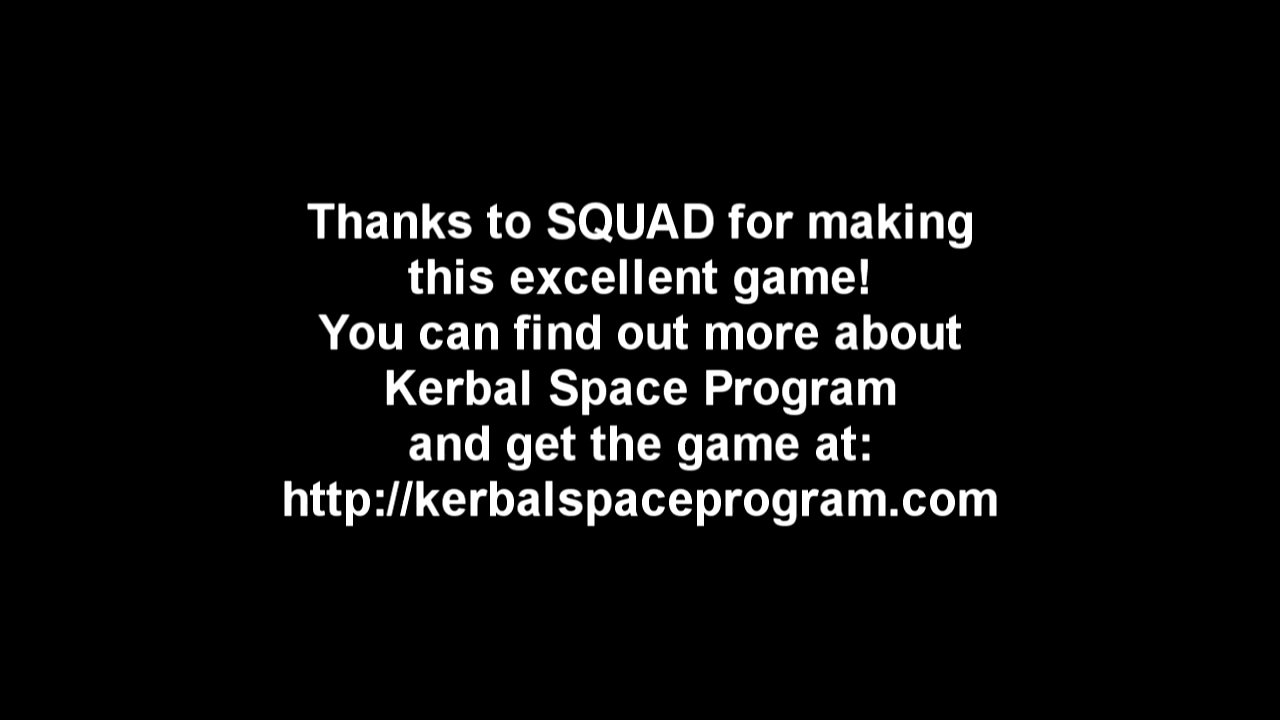 Thanks to SQUAD for making
this excellent game!
You can find out more about
Kerbal Space Program
and get the game at:
http://kerbalspaceprogram.com